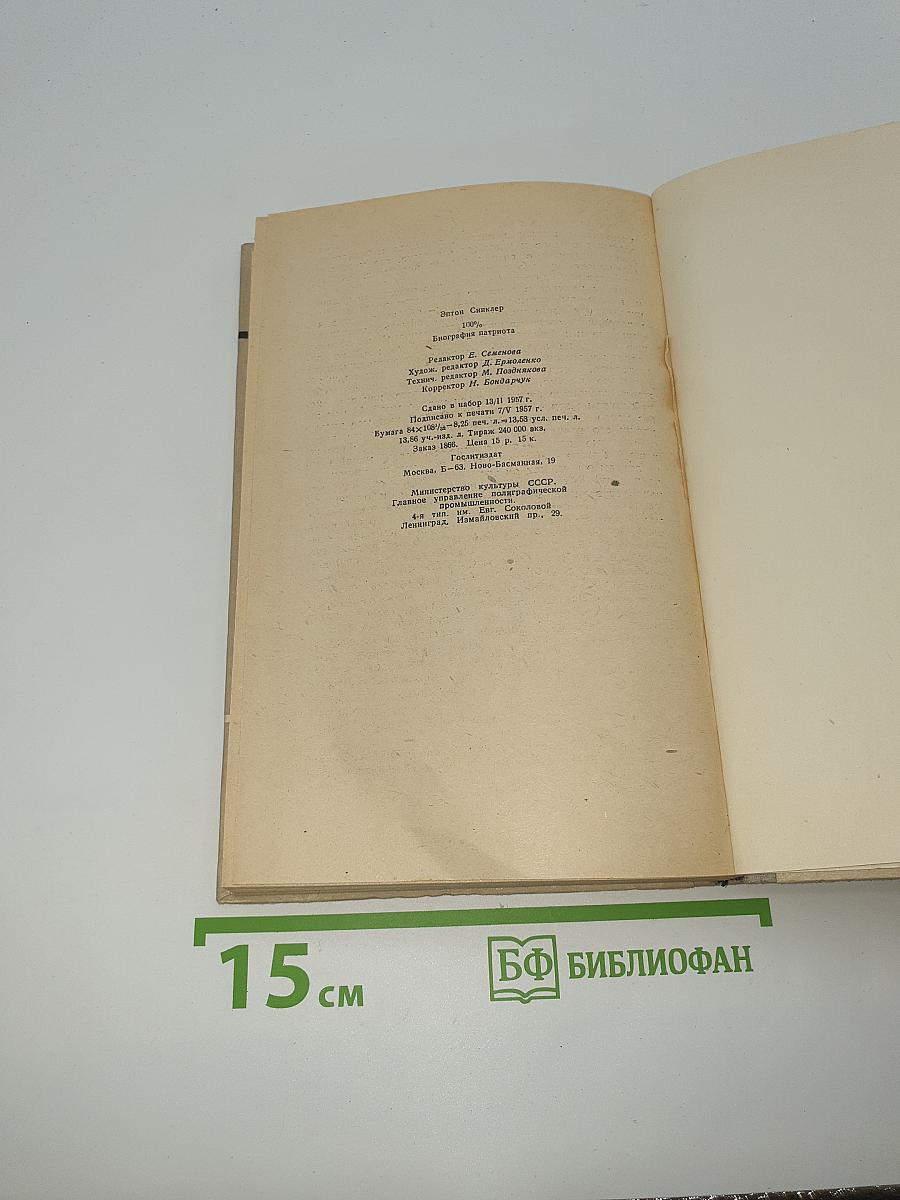 Эптон Синклер
100%
Биография патриота
Редактор Е. Семенова
Худож. редактор Д. Ермоленко
Технич. редактор М. Позднякова
Корректор Н. Бондарчук
Сдано в набор 13/II 1957 г.
Подписано к печати 7/V 1957 г.
Бумага 84×108¹/₃₂—8,25 печ. л.=13,53 усл. печ. л.
13,86 уч.-изд. л. Тираж 240 000 экз.
Заказ 1866. Цена 15 р. 15 к.
Гослитиздат
Москва, Б—63. Ново-Басманная, 19
Министерство культуры СССР.
Главное управление полиграфической
промышленности.
4-я тип. им. Евг. Соколовой
Ленинград, Измайловский пр., 29.
15 см
БФ БИБЛИОФАН